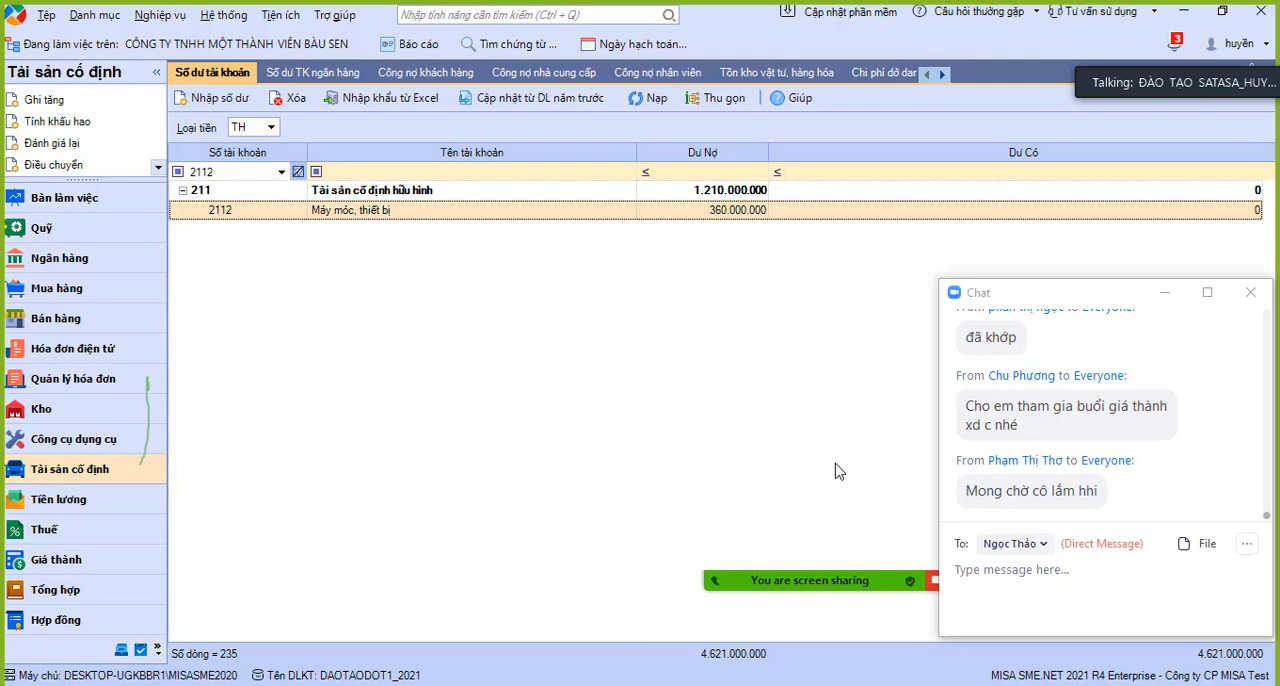 Tệp Danh mục Nghiệp vụ Hệ thống Tiện ích Trợ giúp
Nhập tính năng cần tìm kiếm (Ctrl + Q)
Cập nhật phần mềm Câu hỏi thường gặp Tư vấn sử dụng
Đang làm việc trên: CÔNG TY TNHH MỘT THÀNH VIÊN BÀU SEN
Báo cáo Tìm chứng từ ... Ngày hạch toán...
3
huyền
Tài sản cố định
Ghi tăng
Tính khấu hao
Đánh giá lại
Điều chuyển
Bàn làm việc
Quỹ
Ngân hàng
Mua hàng
Bán hàng
Hóa đơn điện tử
Quản lý hóa đơn
Kho
Công cụ dụng cụ
Tài sản cố định
Tiền lương
Thuế
Giá thành
Tổng hợp
Hợp đồng
Số dư tài khoản Số dư TK ngân hàng Công nợ khách hàng Công nợ nhà cung cấp Công nợ nhân viên Tồn kho vật tư, hàng hóa Chi phí dở dan
Talking: ĐÀO TẠO SATASA_HUY...
Nhập số dư Xóa Nhập khẩu từ Excel Cập nhật từ DL năm trước Nạp Thu gọn Giúp
Loại tiền TH
Số tài khoản Tên tài khoản Dư Nợ Dư Có
2112 ≤ ≤
211 Tài sản cố định hữu hình 1.210.000.000 0
2112 Máy móc, thiết bị 360.000.000 0
Chat
From phan thị ngọc to Everyone:
đã khớp
From Chu Phương to Everyone:
Cho em tham gia buổi giá thành
xd c nhé
From Phạm Thị Thơ to Everyone:
Mong chờ cô lắm hhi
To: Ngọc Thảo (Direct Message) File ...
Type message here...
You are screen sharing
Số dòng = 235 4.621.000.000 4.621.000.000
Máy chủ: DESKTOP-UGKBBR1\MISASME2020 Tên DLKT: DAOTAODOT1_2021
MISA SME.NET 2021 R4 Enterprise - Công ty CP MISA Test